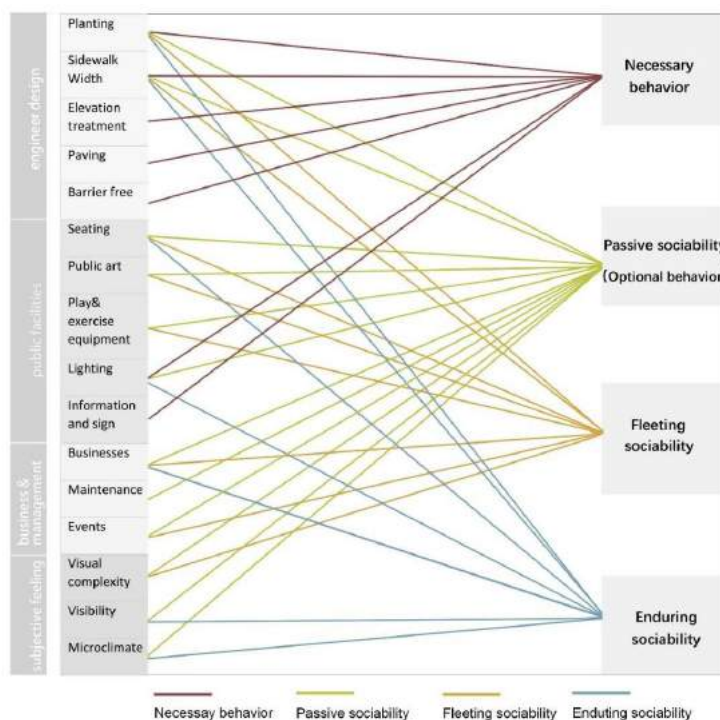 engineer design
Planting
Sidewalk
Width
Elevation
treatment
Paving
Barrier free
public facilities
Seating
Public art
Play&
exercise
equipment
Lighting
Information
and sign
business &
management
Businesses
Maintenance
Events
subjective feeling
Visual
complexity
Visibility
Microclimate
Necessary
behavior
Passive sociability
(Optional behavior
Fleeting
sociability
Enduring
sociability
Necessay behavior Passive sociability Fleeting sociability Enduting sociability